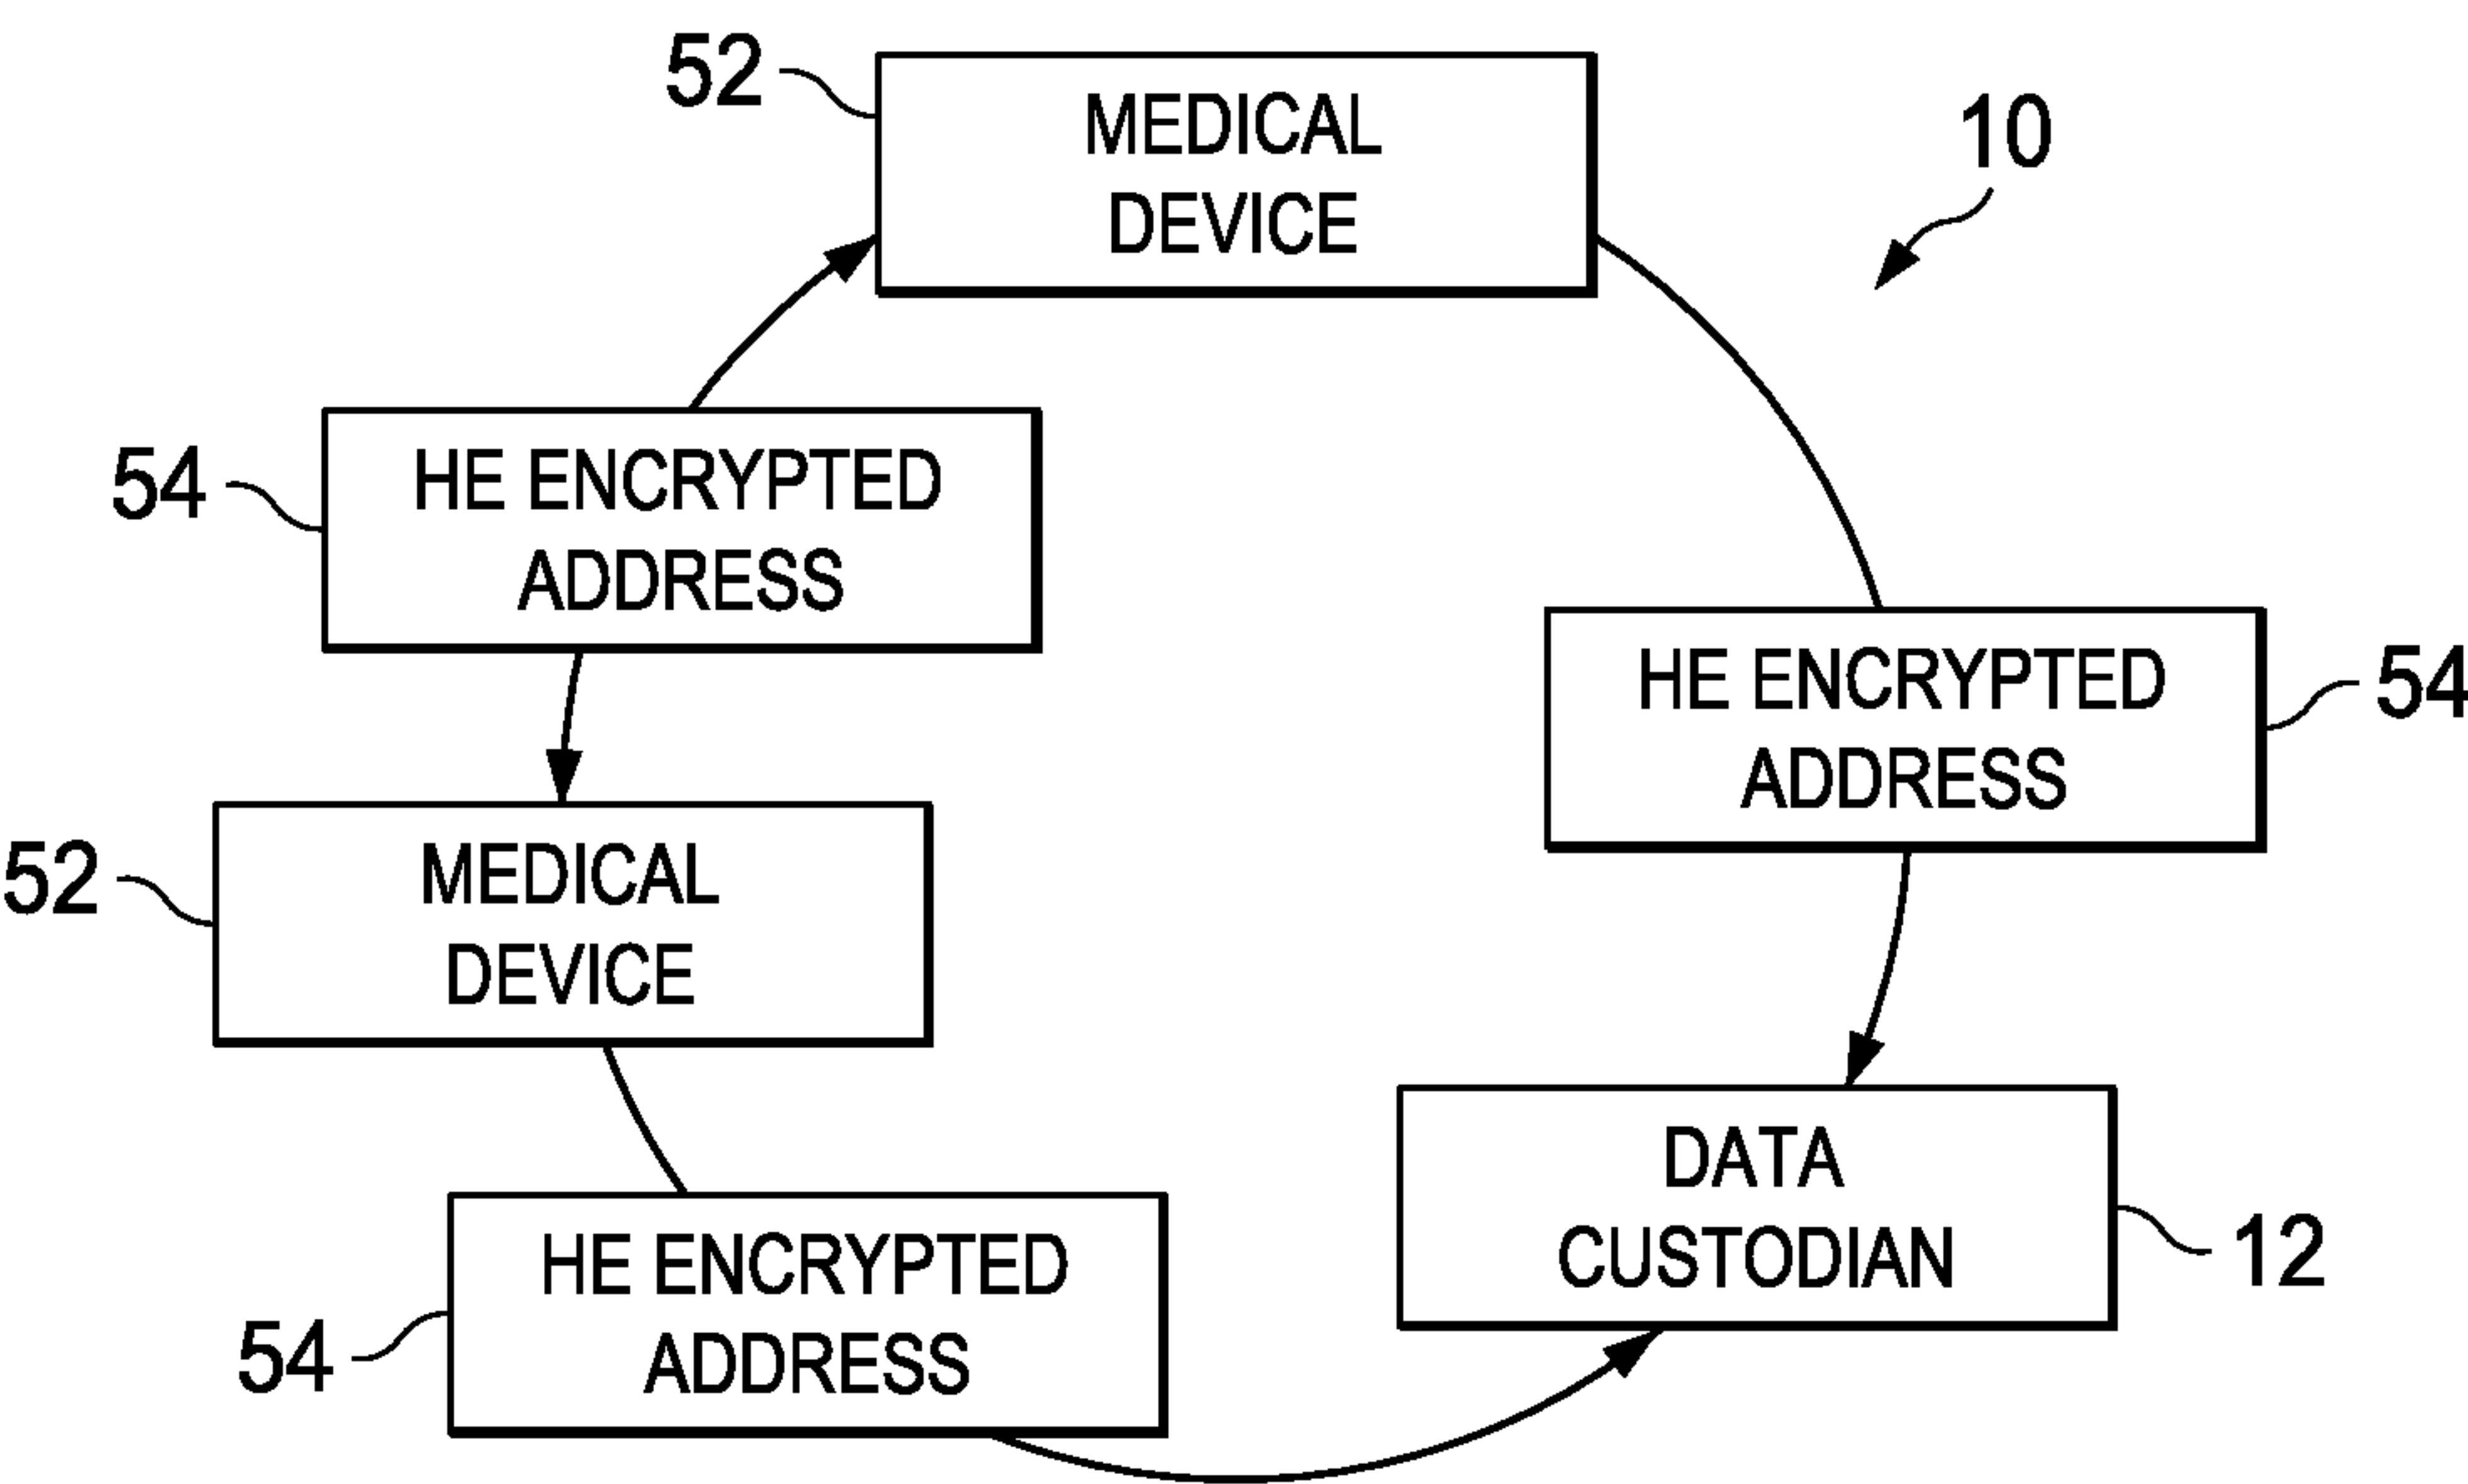 52
MEDICAL
DEVICE
10
54
HE ENCRYPTED
ADDRESS
HE ENCRYPTED
ADDRESS
54
52
MEDICAL
DEVICE
DATA
CUSTODIAN
12
54
HE ENCRYPTED
ADDRESS